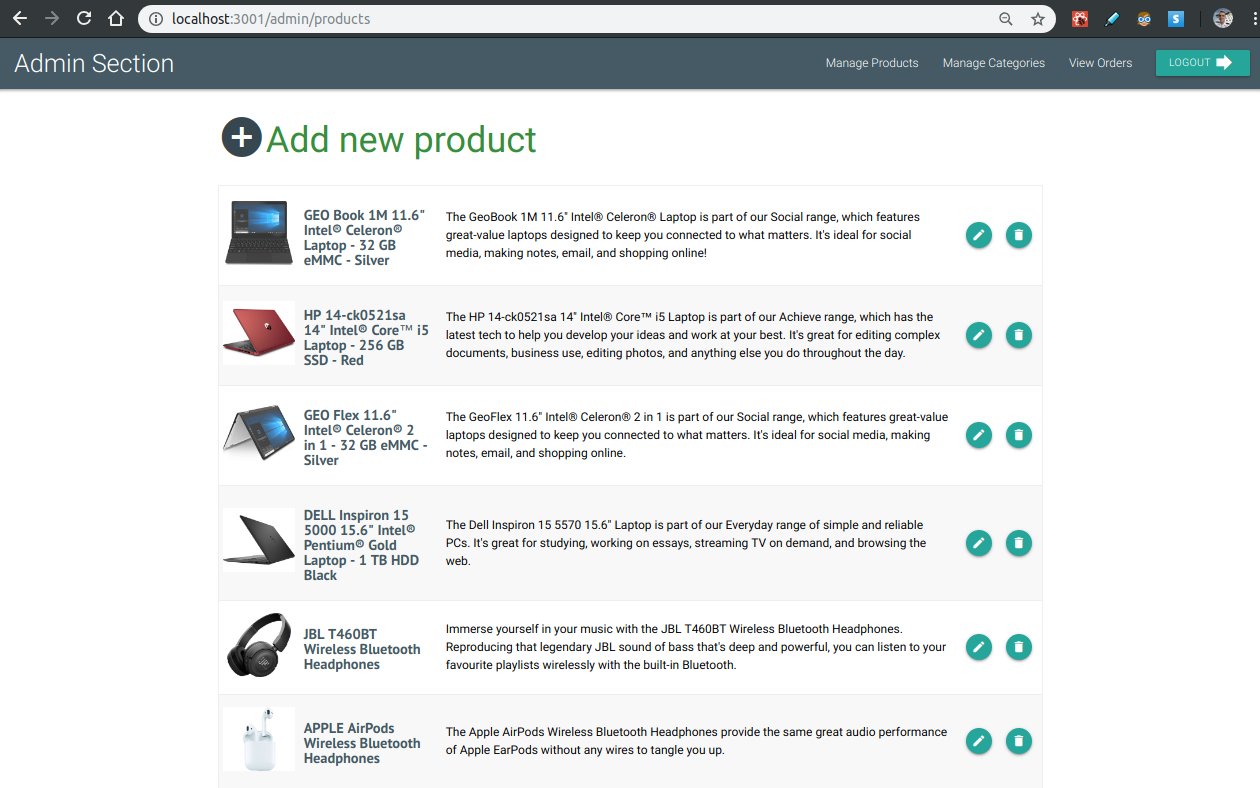 localhost:3001/admin/products
Admin Section
Manage Products
Manage Categories
View Orders
LOGOUT
Add new product
GEO Book 1M 11.6"
Intel® Celeron®
Laptop - 32 GB
eMMC - Silver
The GeoBook 1M 11.6" Intel® Celeron® Laptop is part of our Social range, which features
great-value laptops designed to keep you connected to what matters. It's ideal for social
media, making notes, email, and shopping online!
HP 14-ck0521sa
14" Intel® Core™ i5
Laptop - 256 GB
SSD - Red
The HP 14-ck0521sa 14" Intel® Core™ i5 Laptop is part of our Achieve range, which has the
latest tech to help you develop your ideas and work at your best. It's great for editing complex
documents, business use, editing photos, and anything else you do throughout the day.
GEO Flex 11.6"
Intel® Celeron® 2
in 1 - 32 GB eMMC -
Silver
The GeoFlex 11.6" Intel® Celeron® 2 in 1 is part of our Social range, which features great-value
laptops designed to keep you connected to what matters. It's ideal for social media, making
notes, email, and shopping online.
DELL Inspiron 15
5000 15.6" Intel®
Pentium® Gold
Laptop - 1 TB HDD
Black
The Dell Inspiron 15 5570 15.6" Laptop is part of our Everyday range of simple and reliable
PCs. It's great for studying, working on essays, streaming TV on demand, and browsing the
web.
JBL T460BT
Wireless Bluetooth
Headphones
Immerse yourself in your music with the JBL T460BT Wireless Bluetooth Headphones.
Reproducing that legendary JBL sound of bass that's deep and powerful, you can listen to your
favourite playlists wirelessly with the built-in Bluetooth.
APPLE AirPods
Wireless Bluetooth
Headphones
The Apple AirPods Wireless Bluetooth Headphones provide the same great audio performance
of Apple EarPods without any wires to tangle you up.